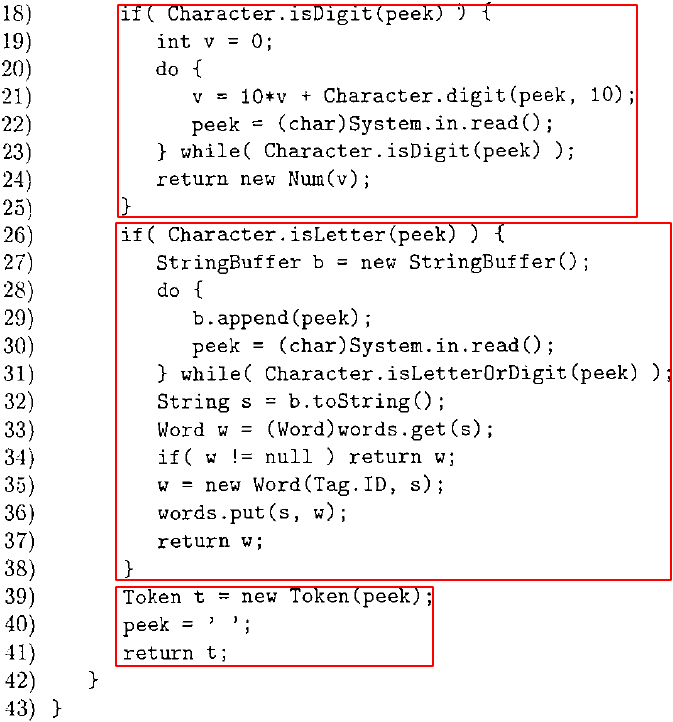 18) if( Character.isDigit(peek) ) {
19) int v = 0;
20) do {
21) v = 10*v + Character.digit(peek, 10);
22) peek = (char)System.in.read();
23) } while( Character.isDigit(peek) );
24) return new Num(v);
25) }
26) if( Character.isLetter(peek) ) {
27) StringBuffer b = new StringBuffer();
28) do {
29) b.append(peek);
30) peek = (char)System.in.read();
31) } while( Character.isLetterOrDigit(peek) );
32) String s = b.toString();
33) Word w = (Word)words.get(s);
34) if( w != null ) return w;
35) w = new Word(Tag.ID, s);
36) words.put(s, w);
37) return w;
38) }
39) Token t = new Token(peek);
40) peek = ' ';
41) return t;
42) }
43) }